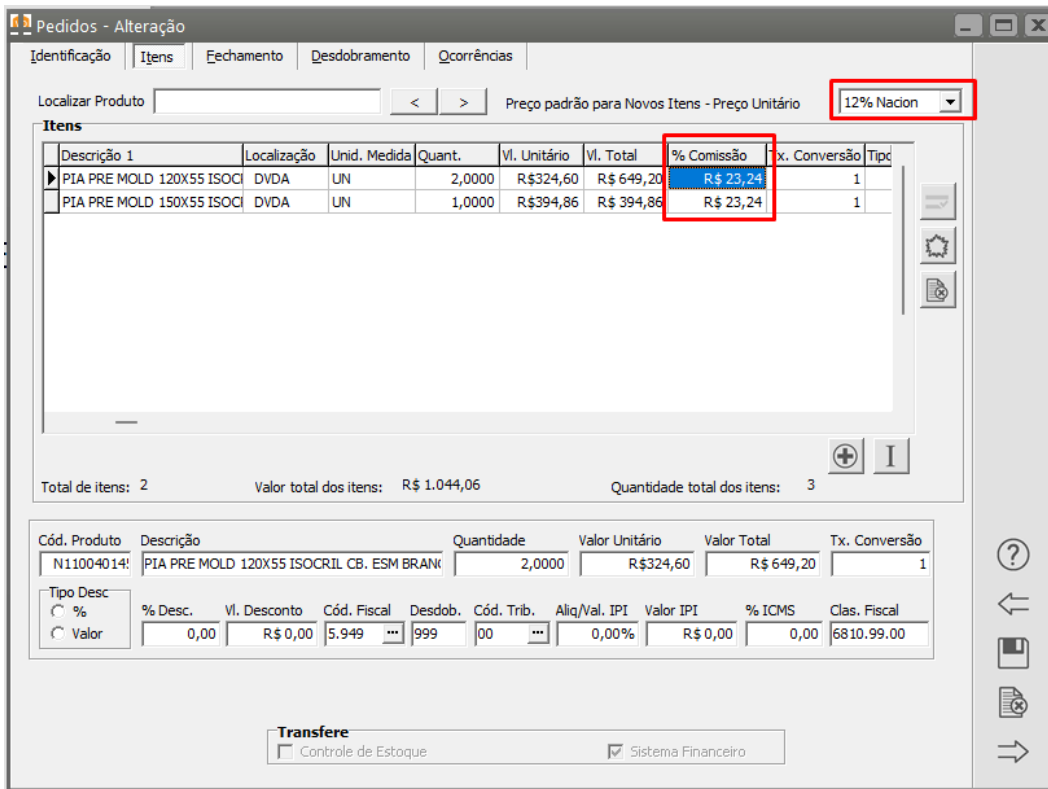 Pedidos - Alteração
Identificação Itens Fechamento Desdobramento Ocorrências
Localizar Produto < > Preço padrão para Novos Itens - Preço Unitário 12% Nacion
Itens
Descrição 1 Localização Unid. Medida Quant. Vl. Unitário Vl. Total % Comissão Tx. Conversão Tipo
PIA PRE MOLD 120X55 ISOCI DVDA UN 2,0000 R$324,60 R$ 649,20 R$ 23,24 1
PIA PRE MOLD 150X55 ISOCI DVDA UN 1,0000 R$394,86 R$ 394,86 R$ 23,24 1
Total de itens: 2 Valor total dos itens: R$ 1.044,06 Quantidade total dos itens: 3
Cód. Produto Descrição Quantidade Valor Unitário Valor Total Tx. Conversão
N11004014! PIA PRE MOLD 120X55 ISOCRIL CB. ESM BRAN( 2,0000 R$324,60 R$ 649,20 1
Tipo Desc
% % Desc. Vl. Desconto Cód. Fiscal Desdob. Cód. Trib. Aliq/Val. IPI Valor IPI % ICMS Clas. Fiscal
Valor 0,00 R$ 0,00 5.949 ... 999 00 ... 0,00% R$ 0,00 0,00 6810.99.00
Transfere
Controle de Estoque Sistema Financeiro